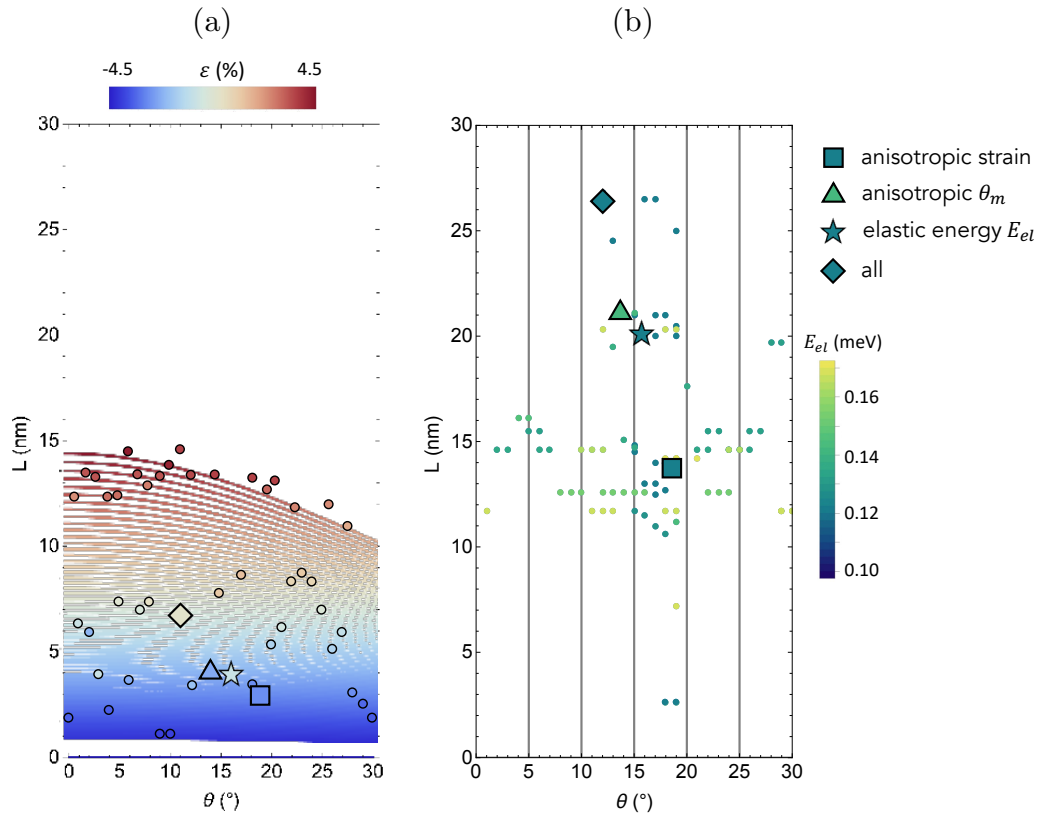 (a)
(b)
-4.5 ε (%) 4.5
30
25
20
15
10
5
0
L (nm)
0 5 10 15 20 25 30
θ (°)
30
25
20
15
10
5
0
L (nm)
0 5 10 15 20 25 30
θ (°)
anisotropic strain
anisotropic θm
elastic energy Eel
all
Eel (meV)
0.16
0.14
0.12
0.10